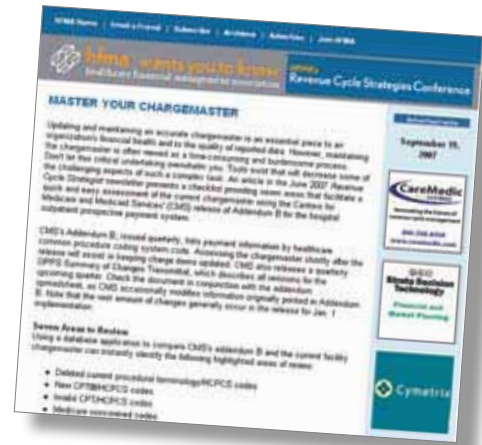 HFMA Home | Email a Friend | Subscribe | Archives | Advertise | Join HFMA
hfma wants you to know
healthcare financial management association
Revenue Cycle Strategies Conference
MASTER YOUR CHARGEMASTER
Updating and maintaining an accurate chargemaster is an essential piece to an
organization's financial health and to the quality of reported data. However, maintaining
the chargemaster is often viewed as a time-consuming and burdensome process.
Don't let this critical undertaking overwhelm you. Tools exist that will decrease some of
the challenging aspects of such a complex task. An article in the June 2007 Revenue
Cycle Strategist newsletter presents a checklist providing seven areas that facilitate a
quick and easy assessment of the current chargemaster using the Centers for
Medicare and Medicaid Services' (CMS) release of Addendum B for the hospital
outpatient prospective payment system.
CMS's Addendum B, issued quarterly, lists payment information by healthcare
common procedure coding system code. Assessing the chargemaster shortly after the
release will assist in keeping charge items updated. CMS also releases a quarterly
OPPS Summary of Changes Transmittal, which describes all revisions for the
upcoming quarter. Check the document in conjunction with the addendum
spreadsheet, as CMS occasionally modifies information originally printed in Addendum
B. Note that the most amount of changes generally occur in the release for Jan. 1
implementation.
Seven Areas to Review
Using a database application to compare CMS's addendum B and the current facility
chargemaster can instantly identify the following highlighted areas of review:
• Deleted current procedural terminology/HCPCS codes
• New CPT®/HCPCS codes
• Invalid CPT/HCPCS codes
• Medicare noncovered codes
Advertisements
September 19,
2007
CareMedic
SYSTEMS
www.caremedic.com
Strata Decision
Technology
Financial and
Market Planning
Cymetrix